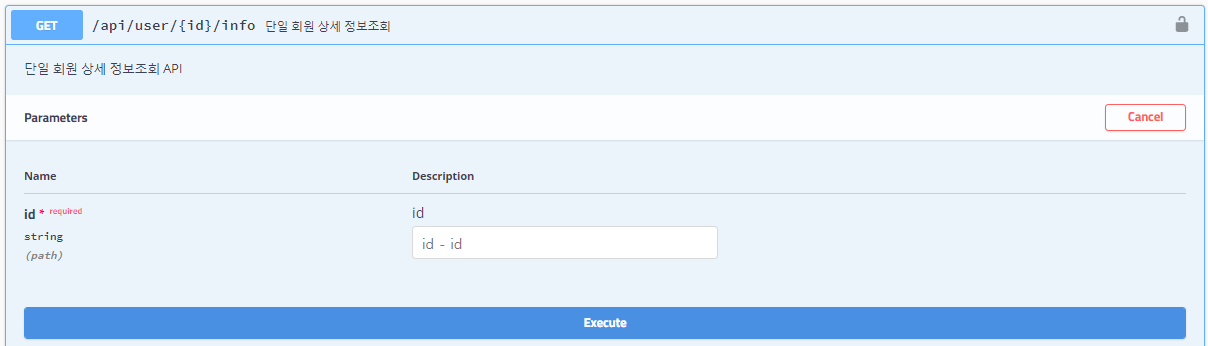 GET /api/user/{id}/info 단일 회원 상세 정보조회
단일 회원 상세 정보조회 API
Parameters Cancel
Name Description
id * required id
string id - id
(path)
Execute